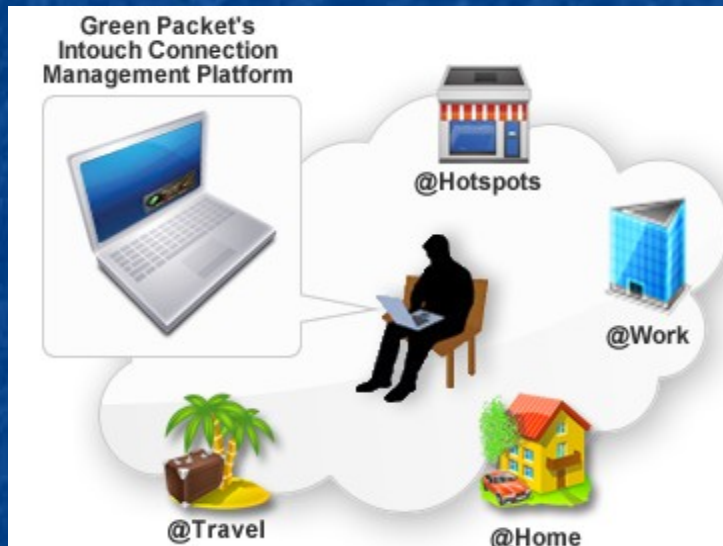 Green Packet's
Intouch Connection
Management Platform
@Hotspots
@Work
@Travel
@Home